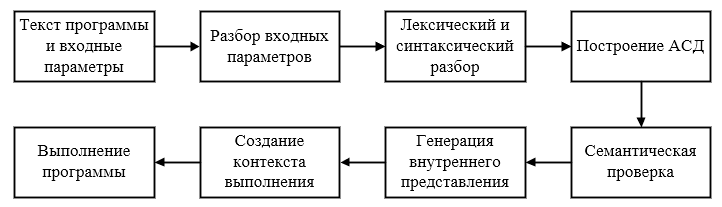 Текст программы
и входные
параметры
Разбор входных
параметров
Лексический и
синтаксический
разбор
Построение АСД
Семантическая
проверка
Генерация
внутреннего
представления
Создание
контекста
выполнения
Выполнение
программы